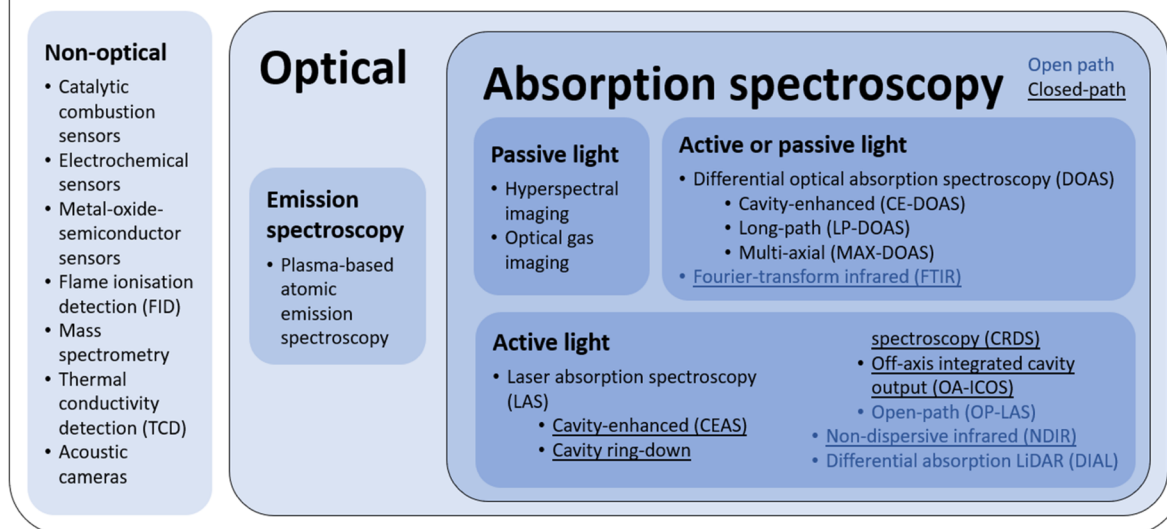 Non-optical
• Catalytic
combustion
sensors
• Electrochemical
sensors
• Metal-oxide-
semiconductor
sensors
• Flame ionisation
detection (FID)
• Mass
spectrometry
• Thermal
conductivity
detection (TCD)
• Acoustic
cameras
Optical
Emission
spectroscopy
• Plasma-based
atomic
emission
spectroscopy
Absorption spectroscopy
Open path
Closed-path
Passive light
• Hyperspectral
imaging
• Optical gas
imaging
Active or passive light
• Differential optical absorption spectroscopy (DOAS)
• Cavity-enhanced (CE-DOAS)
• Long-path (LP-DOAS)
• Multi-axial (MAX-DOAS)
• Fourier-transform infrared (FTIR)
Active light
• Laser absorption spectroscopy
(LAS)
• Cavity-enhanced (CEAS)
• Cavity ring-down
spectroscopy (CRDS)
• Off-axis integrated cavity
output (OA-ICOS)
• Open-path (OP-LAS)
• Non-dispersive infrared (NDIR)
• Differential absorption LiDAR (DIAL)